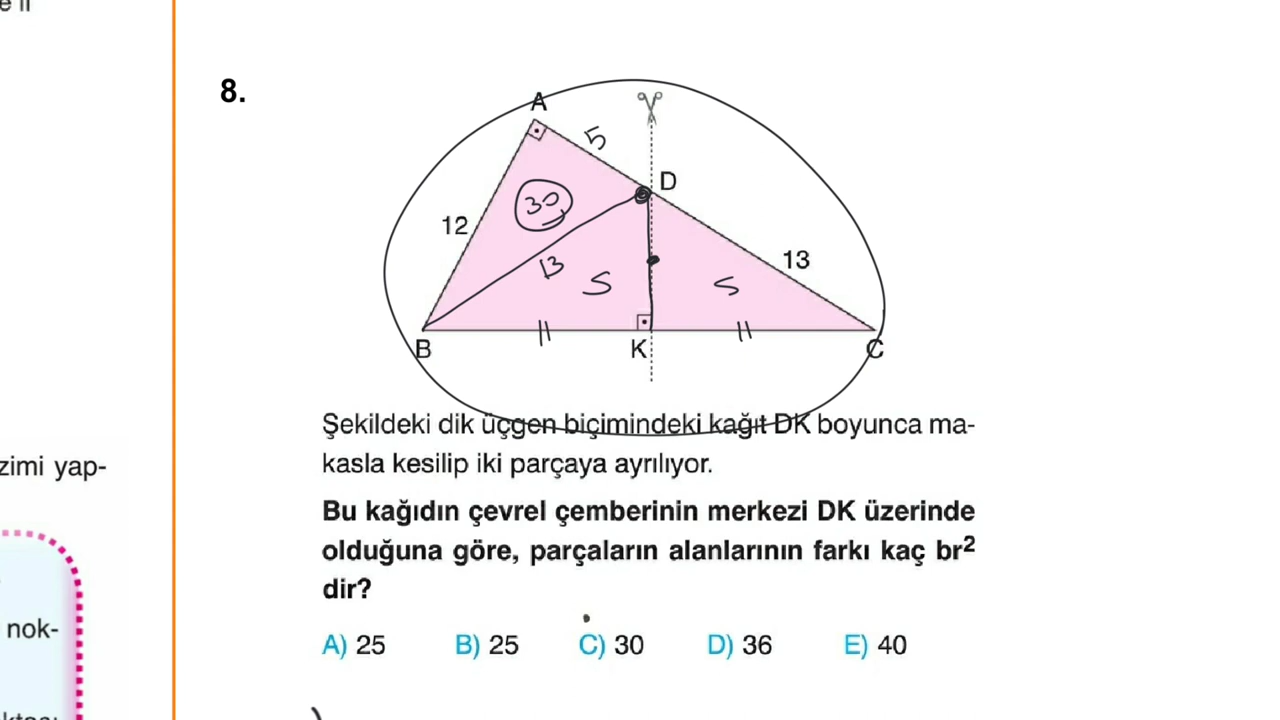 8.
A
5
D
30
12
13
13
S
S
B
K
C
Şekildeki dik üçgen biçimindeki kağıt DK boyunca ma-
kasla kesilip iki parçaya ayrılıyor.
Bu kağıdın çevrel çemberinin merkezi DK üzerinde
olduğuna göre, parçaların alanlarının farkı kaç br²
dir?
A) 25 B) 25 C) 30 D) 36 E) 40
zimi yap-
nok-